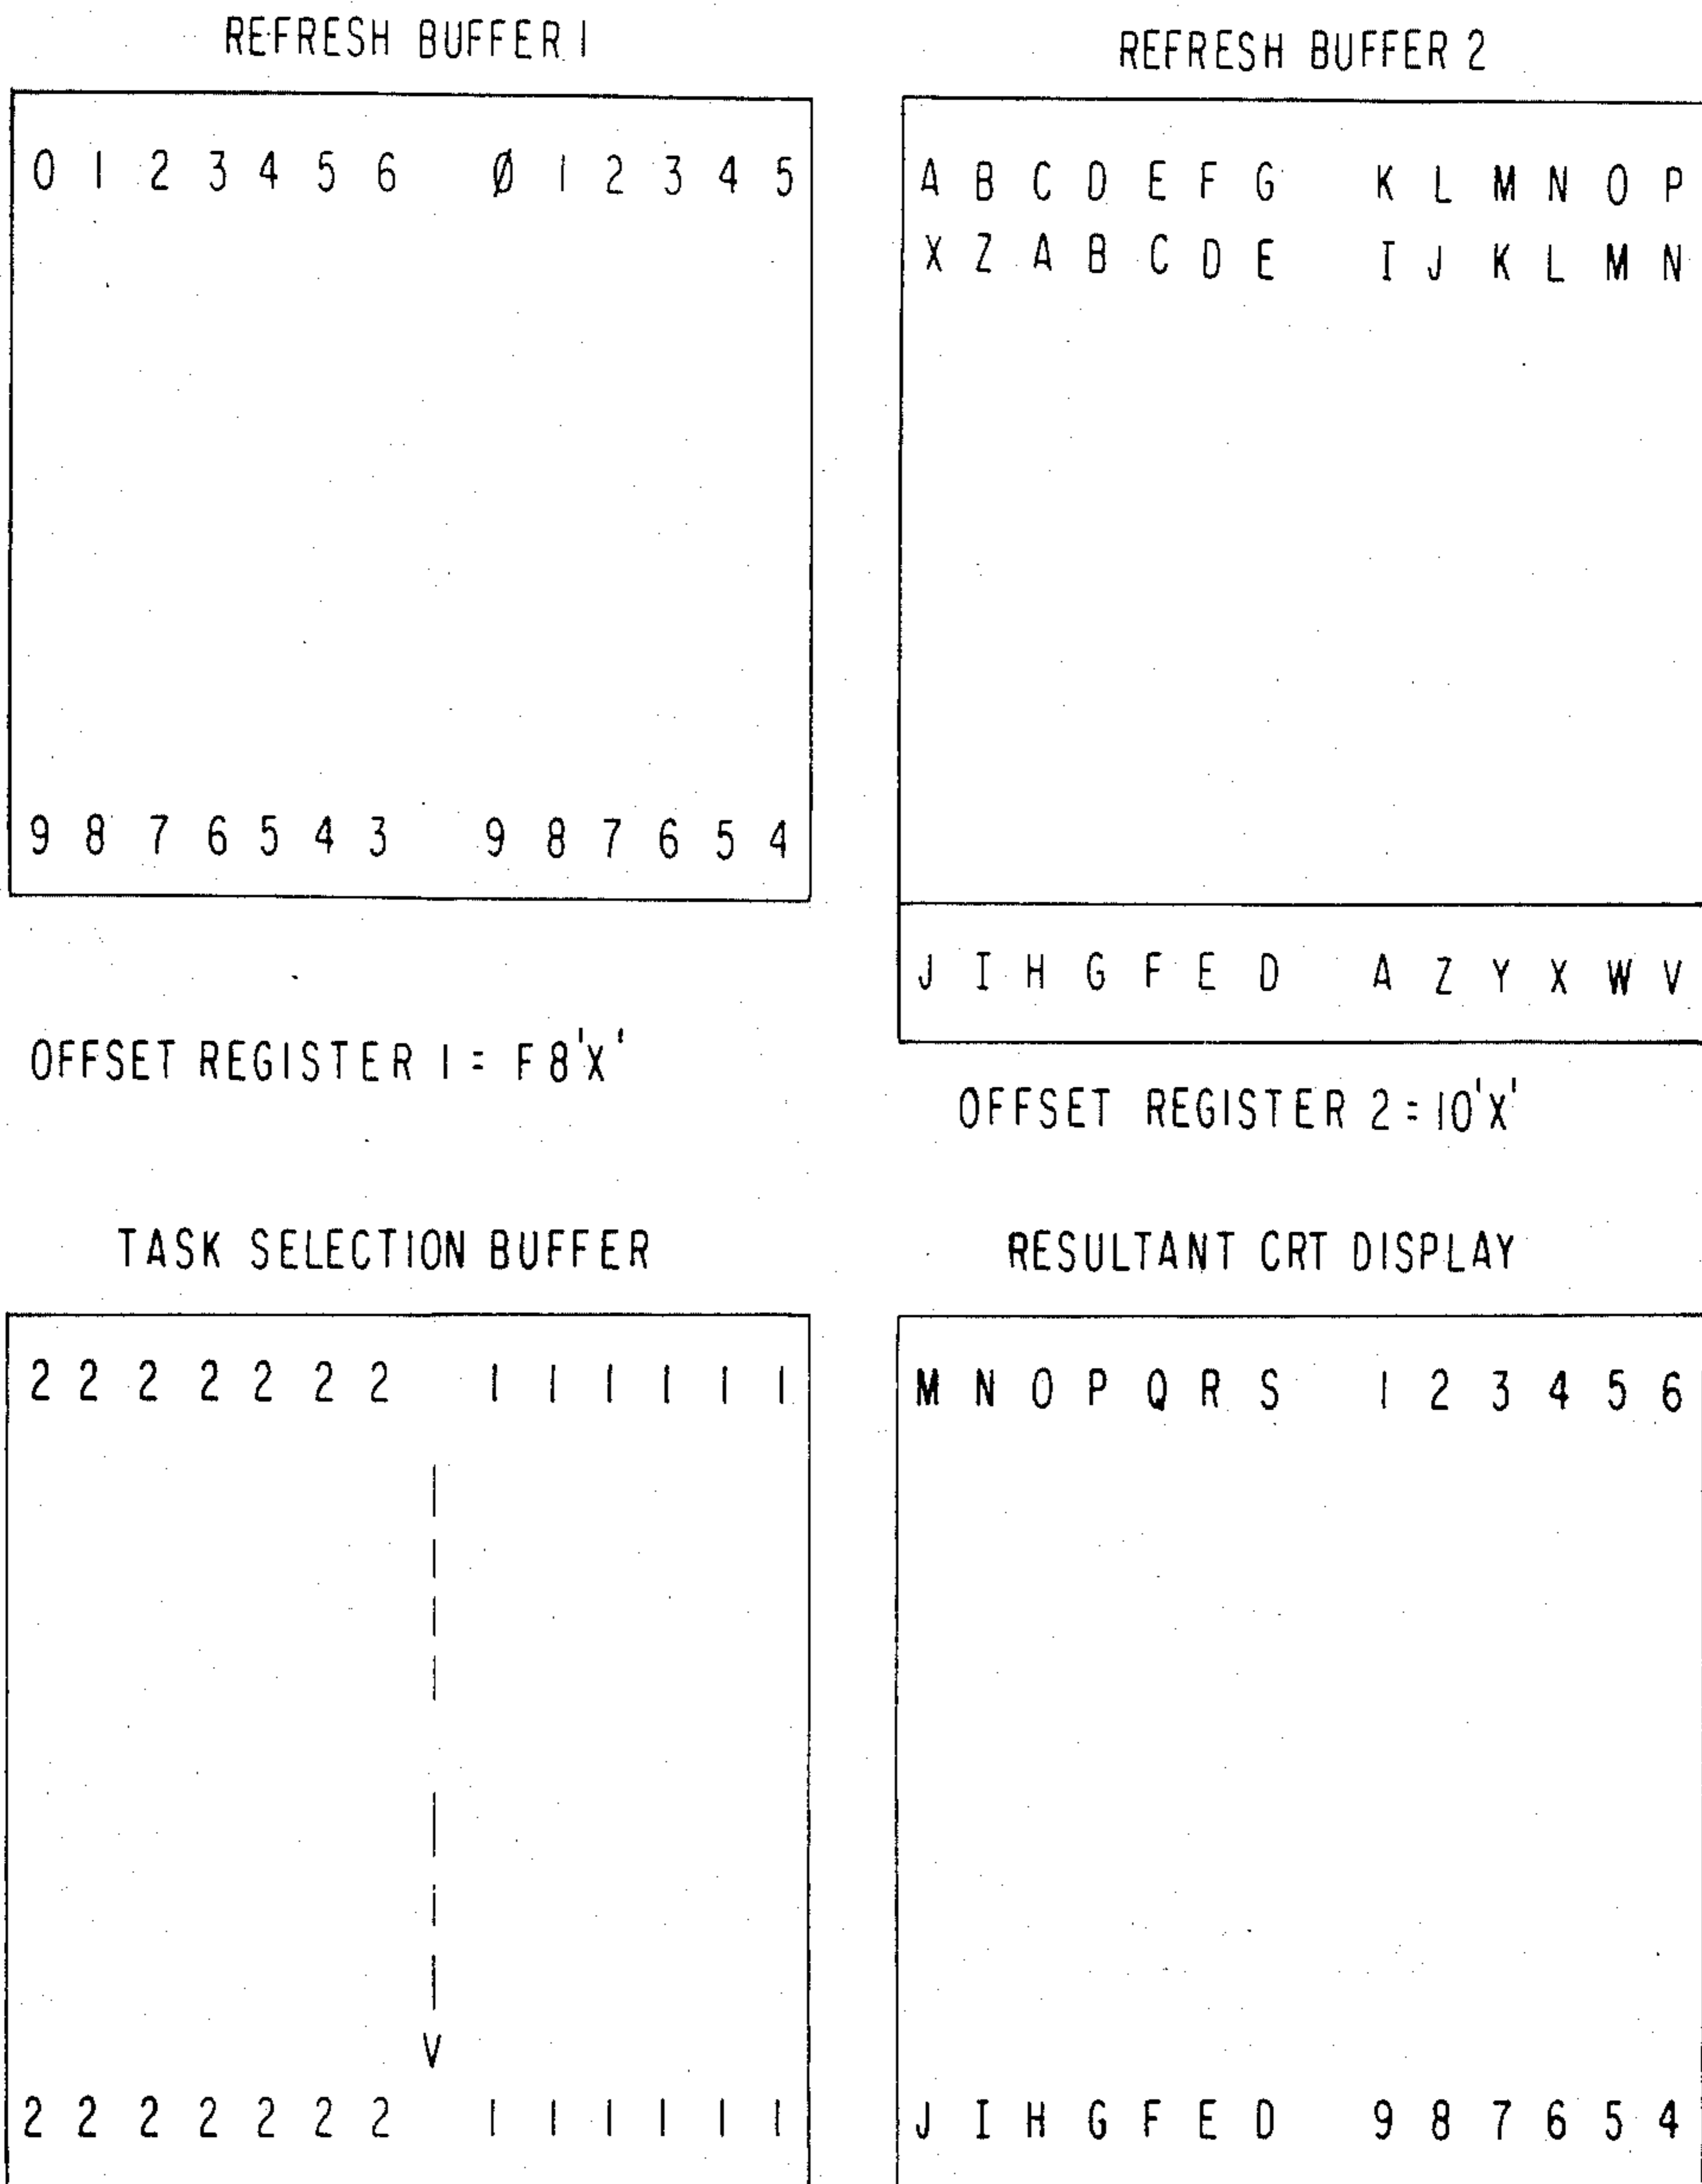 REFRESH BUFFER 1
0 1 2 3 4 5 6 Ø 1 2 3 4 5
9 8 7 6 5 4 3 9 8 7 6 5 4
OFFSET REGISTER 1 = F8'X'
REFRESH BUFFER 2
A B C D E F G K L M N O P
X Z A B C D E I J K L M N
J I H G F E D A Z Y X W V
OFFSET REGISTER 2 = 10'X'
TASK SELECTION BUFFER
2 2 2 2 2 2 2 1 1 1 1 1 1
V
2 2 2 2 2 2 2 1 1 1 1 1 1
RESULTANT CRT DISPLAY
M N O P Q R S 1 2 3 4 5 6
J I H G F E D 9 8 7 6 5 4